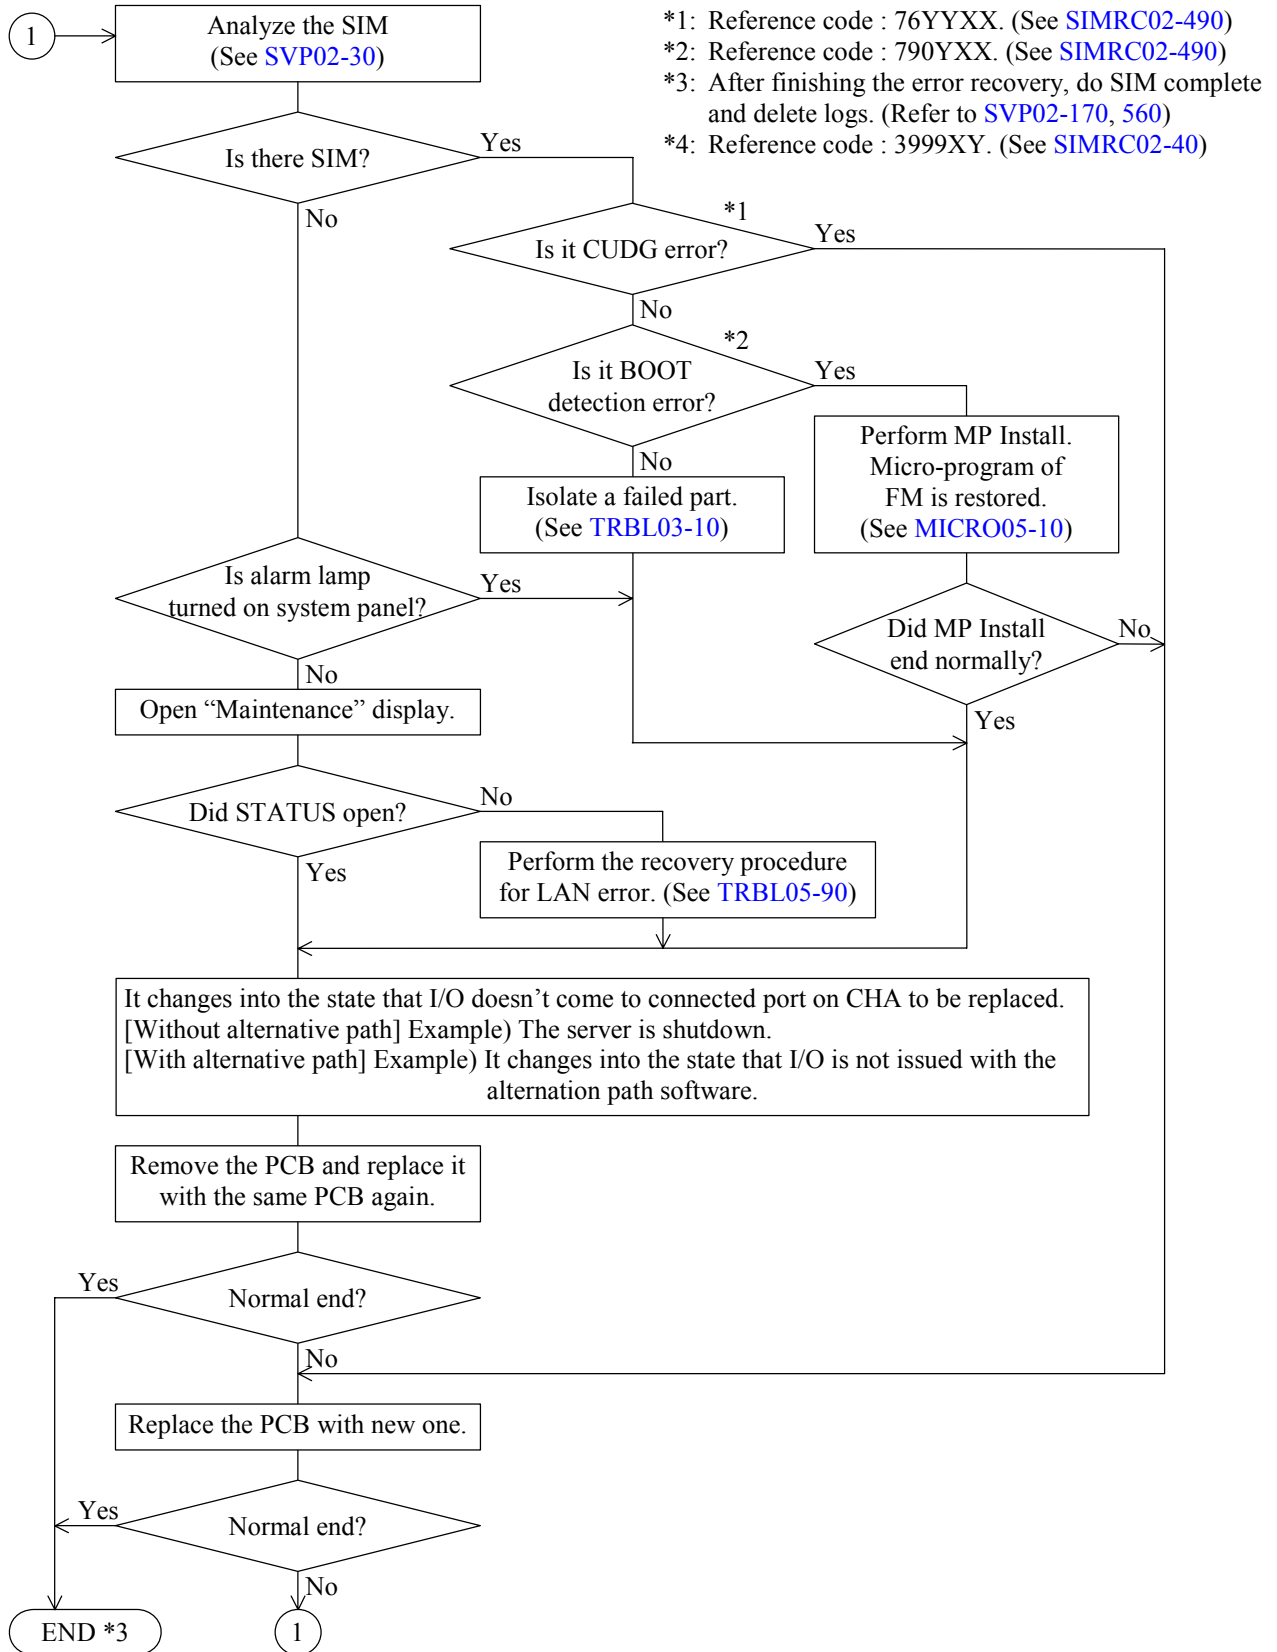 1
Analyze the SIM
(See SVP02-30)
*1: Reference code : 76YYXX. (See SIMRC02-490)
*2: Reference code : 790YXX. (See SIMRC02-490)
*3: After finishing the error recovery, do SIM complete
and delete logs. (Refer to SVP02-170, 560)
*4: Reference code : 3999XY. (See SIMRC02-40)
Is there SIM?
Yes
No
*1
Is it CUDG error?
Yes
No
*2
Is it BOOT
detection error?
Yes
No
Perform MP Install.
Micro-program of
FM is restored.
(See MICRO05-10)
Isolate a failed part.
(See TRBL03-10)
Is alarm lamp
turned on system panel?
Yes
No
Did MP Install
end normally?
No
Yes
Open “Maintenance” display.
Did STATUS open?
No
Yes
Perform the recovery procedure
for LAN error. (See TRBL05-90)
It changes into the state that I/O doesn’t come to connected port on CHA to be replaced.
[Without alternative path] Example) The server is shutdown.
[With alternative path] Example) It changes into the state that I/O is not issued with the
alternation path software.
Remove the PCB and replace it
with the same PCB again.
Yes
Normal end?
No
Replace the PCB with new one.
Yes
Normal end?
No
END *3
1